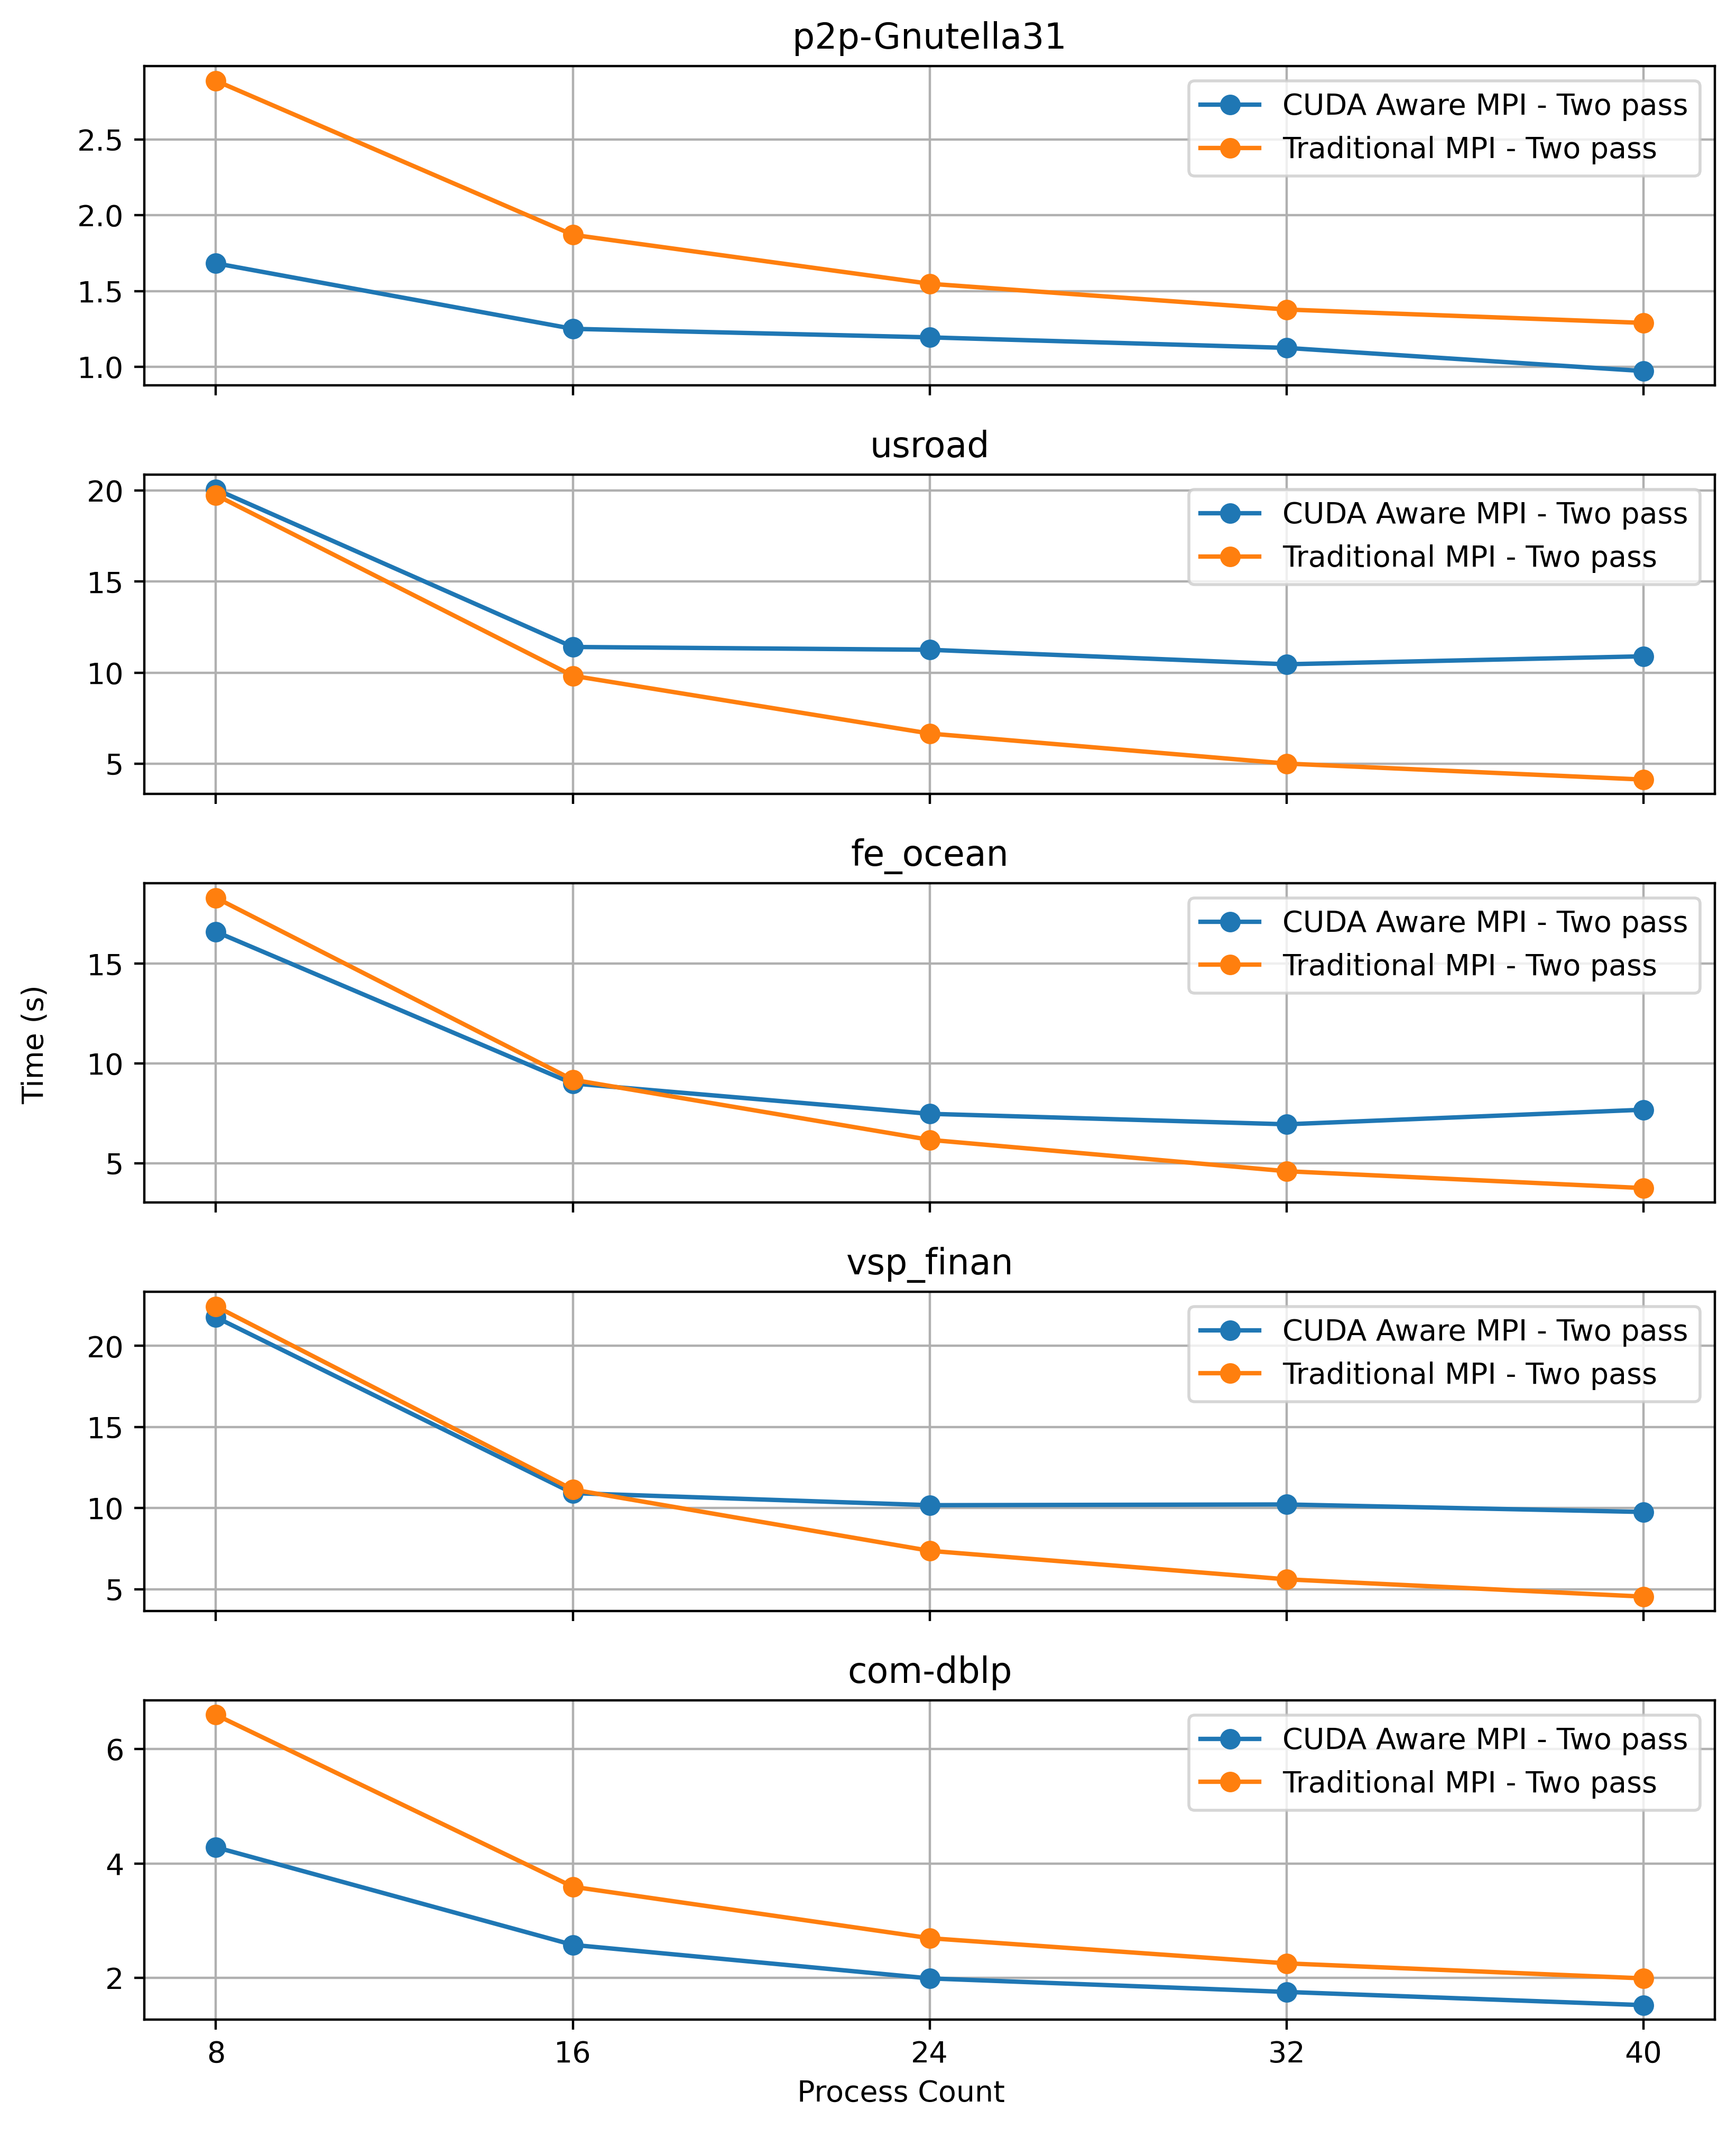 p2p-Gnutella31
2.5
2.0
1.5
1.0
CUDA Aware MPI - Two pass
Traditional MPI - Two pass
usroad
20
15
10
5
CUDA Aware MPI - Two pass
Traditional MPI - Two pass
fe_ocean
15
10
5
CUDA Aware MPI - Two pass
Traditional MPI - Two pass
Time (s)
vsp_finan
20
15
10
5
CUDA Aware MPI - Two pass
Traditional MPI - Two pass
com-dblp
6
4
2
CUDA Aware MPI - Two pass
Traditional MPI - Two pass
8 16 24 32 40
Process Count